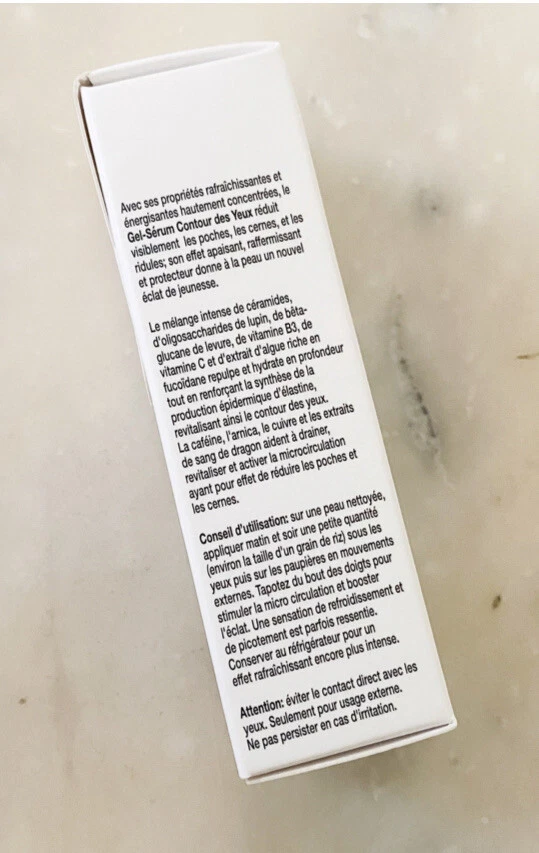 Avec ses propriétés rafraîchissantes et
énergisantes hautement concentrées, le
Gel-Sérum Contour des Yeux réduit
visiblement les poches, les cernes, et les
ridules; son effet apaisant, raffermissant
et protecteur donne à la peau un nouvel
éclat de jeunesse.
Le mélange intense de céramides,
d'oligosaccharides de lupin, de bêta-
glucane de levure, de vitamine B3, de
vitamine C et d'extrait d'algue riche en
fucoïdane repulpe et hydrate en profondeur
tout en renforçant la synthèse de la
production épidermique d'élastine,
revitalisant ainsi le contour des yeux.
La caféine, l'arnica, le cuivre et les extraits
de sang de dragon aident à drainer,
revitaliser et activer la microcirculation
ayant pour effet de réduire les poches et
les cernes.
Conseil d'utilisation: sur une peau nettoyée,
appliquer matin et soir une petite quantité
(environ la taille d'un grain de riz) sous les
yeux puis sur les paupières en mouvements
externes. Tapotez du bout des doigts pour
stimuler la micro circulation et booster
l'éclat. Une sensation de refroidissement et
de picotement est parfois ressentie.
Conserver au réfrigérateur pour un
effet rafraîchissant encore plus intense.
Attention: éviter le contact direct avec les
yeux. Seulement pour usage externe.
Ne pas persister en cas d'irritation.